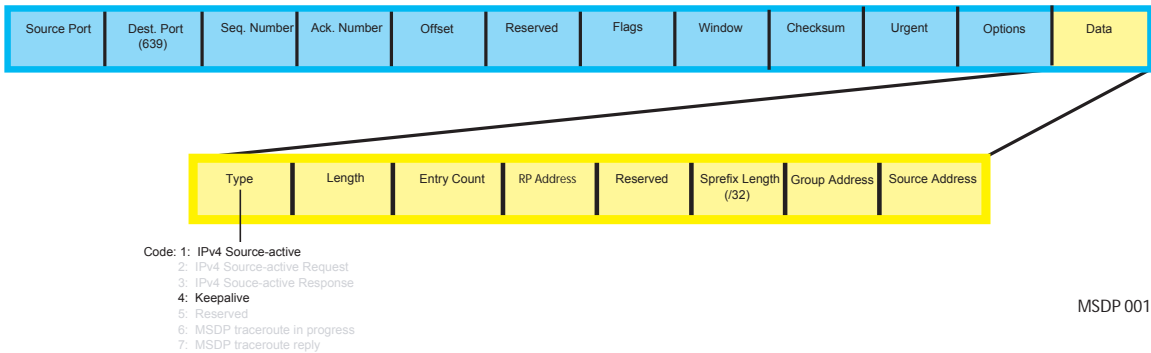 Source Port Dest. Port Seq. Number Ack. Number Offset Reserved Flags Window Checksum Urgent Options Data
(639)
Type Length Entry Count RP Address Reserved Sprefix Length Group Address Source Address
(/32)
Code: 1: IPv4 Source-active
2: IPv4 Source-active Request
3: IPv4 Souce-active Response
4: Keepalive
5: Reserved
6: MSDP traceroute in progress
7: MSDP traceroute reply
MSDP 001